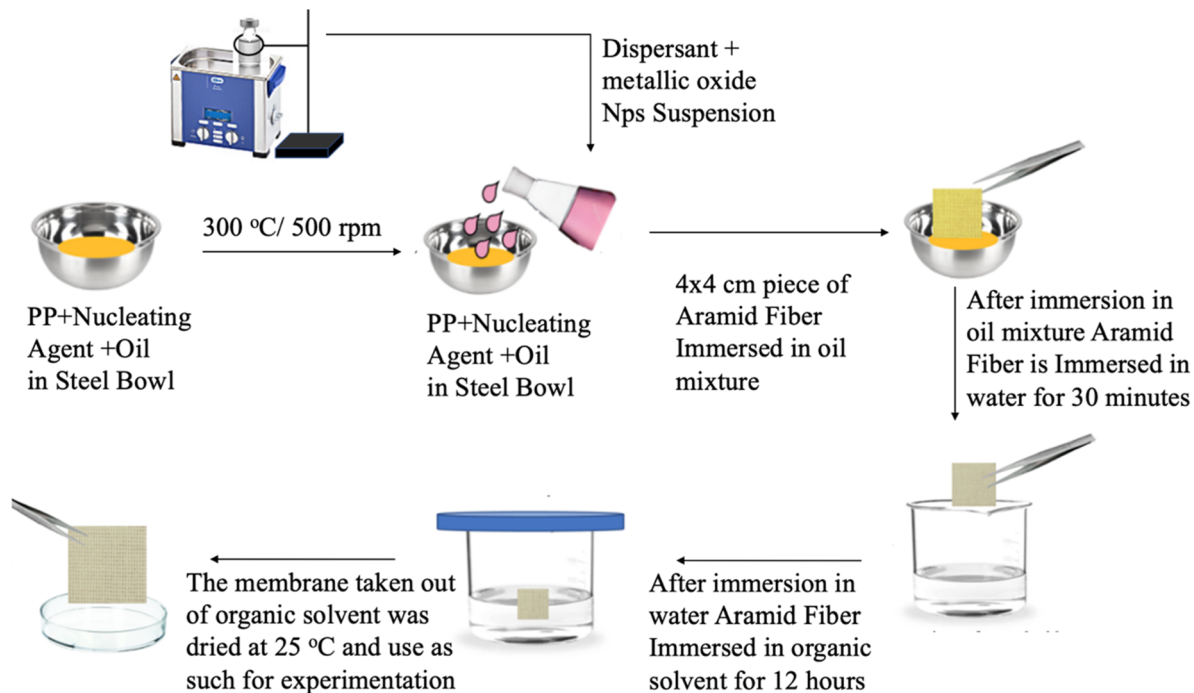 Dispersant +
metallic oxide
Nps Suspension
300 °C/ 500 rpm
PP+Nucleating
Agent +Oil
in Steel Bowl
PP+Nucleating
Agent +Oil
in Steel Bowl
4x4 cm piece of
Aramid Fiber
Immersed in oil
mixture
After immersion in
oil mixture Aramid
Fiber is Immersed in
water for 30 minutes
After immersion in
water Aramid Fiber
Immersed in organic
solvent for 12 hours
The membrane taken out
of organic solvent was
dried at 25 °C and use as
such for experimentation